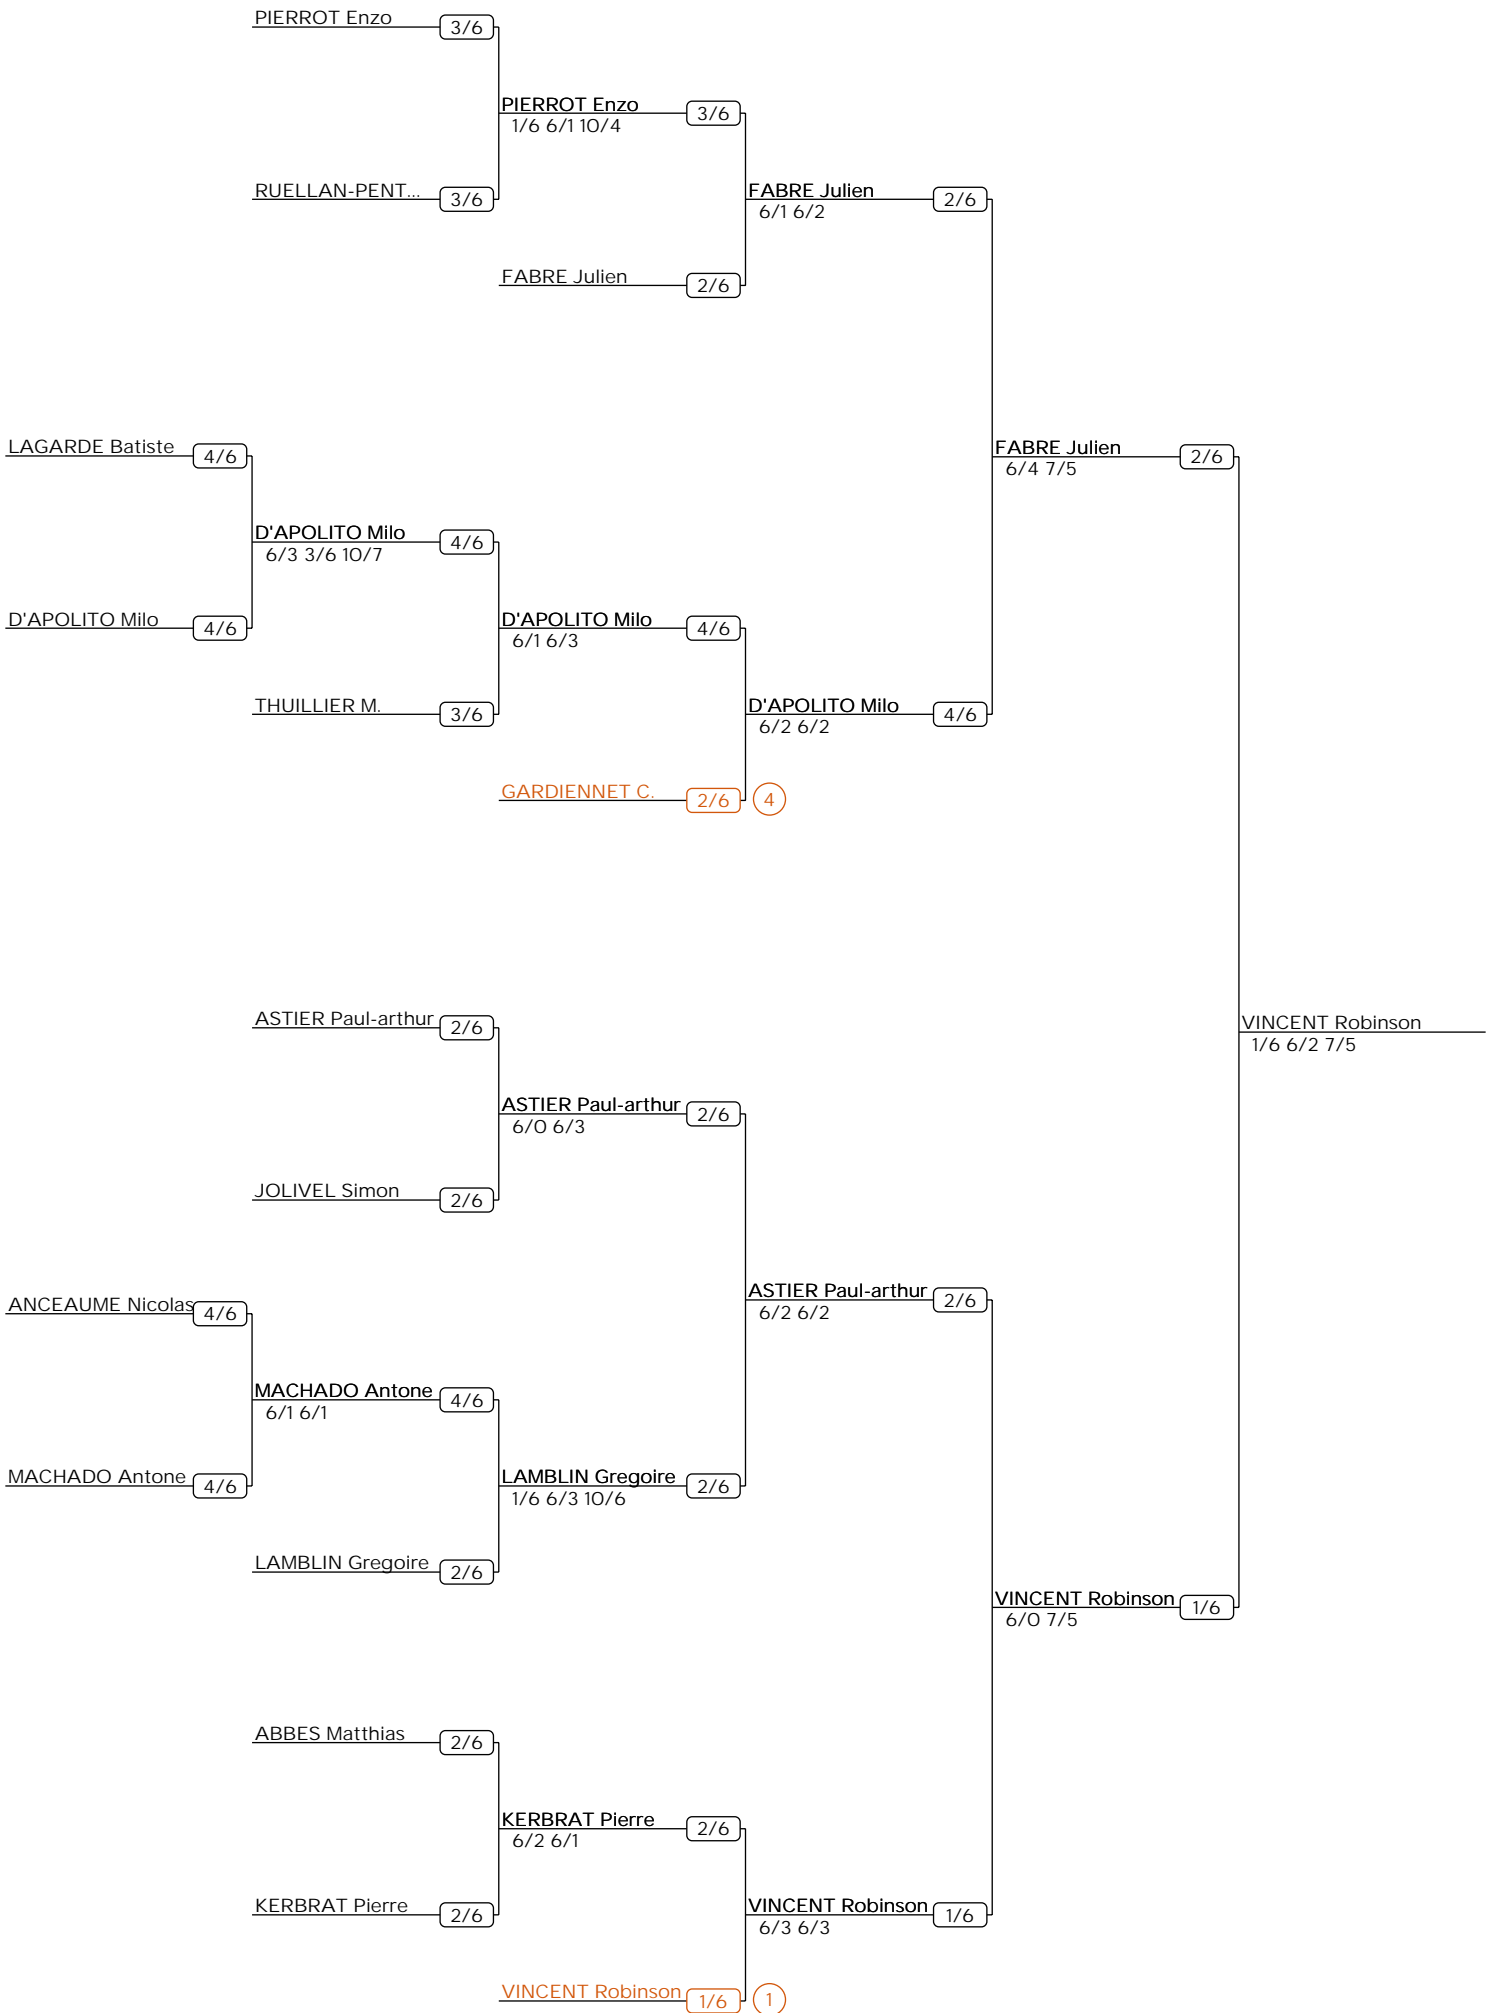 PIERROT Enzo
3/6
PIERROT Enzo
3/6
1/6 6/1 10/4
RUELLAN-PENT...
3/6
FABRE Julien
2/6
6/1 6/2
FABRE Julien
2/6
LAGARDE Batiste
4/6
FABRE Julien
2/6
6/4 7/5
D'APOLITO Milo
4/6
6/3 3/6 10/7
D'APOLITO Milo
4/6
D'APOLITO Milo
4/6
6/1 6/3
THUILLIER M.
3/6
D'APOLITO Milo
4/6
6/2 6/2
GARDIENNET C.
2/6
4
ASTIER Paul-arthur
2/6
VINCENT Robinson
1/6 6/2 7/5
ASTIER Paul-arthur
2/6
6/0 6/3
JOLIVEL Simon
2/6
ANCEAUME Nicolas
4/6
ASTIER Paul-arthur
2/6
6/2 6/2
MACHADO Antone
4/6
6/1 6/1
MACHADO Antone
4/6
LAMBLIN Gregoire
2/6
1/6 6/3 10/6
LAMBLIN Gregoire
2/6
VINCENT Robinson
1/6
6/0 7/5
ABBES Matthias
2/6
KERBRAT Pierre
2/6
6/2 6/1
KERBRAT Pierre
2/6
VINCENT Robinson
1/6
6/3 6/3
VINCENT Robinson
1/6
1